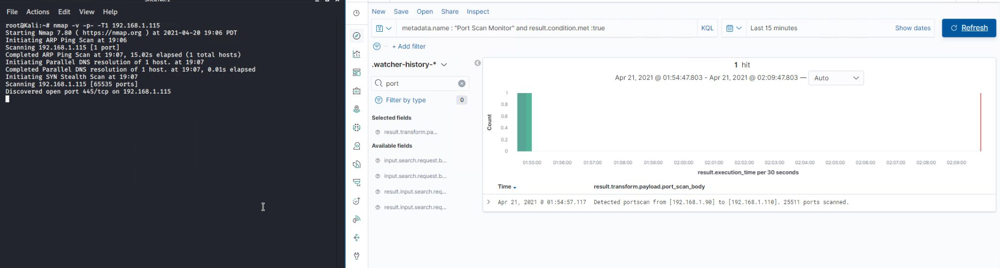 Shell No.1
File Actions Edit View Help
root@Kali:~# nmap -v -p- -T1 192.168.1.115
Starting Nmap 7.80 ( https://nmap.org ) at 2021-04-20 19:06 PDT
Initiating ARP Ping Scan at 19:06
Scanning 192.168.1.115 [1 port]
Completed ARP Ping Scan at 19:07, 15.02s elapsed (1 total hosts)
Initiating Parallel DNS resolution of 1 host. at 19:07
Completed Parallel DNS resolution of 1 host. at 19:07, 0.01s elapsed
Initiating SYN Stealth Scan at 19:07
Scanning 192.168.1.115 [65535 ports]
Discovered open port 445/tcp on 192.168.1.115
New Save Open Share Inspect
metadata.name : "Port Scan Monitor" and result.condition.met :true
KQL
Last 15 minutes
Show dates
Refresh
+ Add filter
.watcher-history-*
port
Filter by type 0
Selected fields
result.transform.pa...
Available fields
input.search.request.b...
input.search.request.b...
result.input.search.req...
result.input.search.req...
1 hit
Apr 21, 2021 @ 01:54:47.803 - Apr 21, 2021 @ 02:09:47.803 — Auto
Count
1
0.8
0.6
0.4
0.2
0
01:55:00 01:56:00 01:57:00 01:58:00 01:59:00 02:00:00 02:01:00 02:02:00 02:03:00 02:04:00 02:05:00 02:06:00 02:07:00 02:08:00 02:09:00
result.execution_time per 30 seconds
Time result.transform.payload.port_scan_body
Apr 21, 2021 @ 01:54:57.117 Detected portscan from [192.168.1.90] to [192.168.1.110]. 25511 ports scanned.